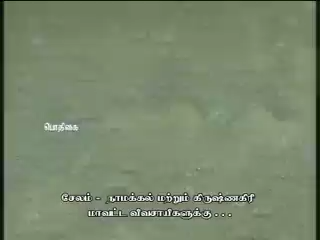 பொதிகை
சேலம் - நாமக்கல் மற்றும் கிருஷ்ணகிரி
மாவட்ட விவசாயிகளுக்கு . . .